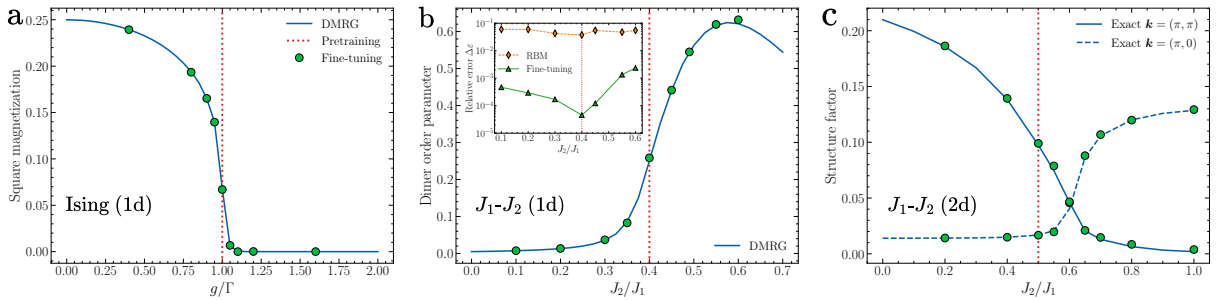 a
Square magnetization
0.25
0.20
0.15
0.10
0.05
0.00
DMRG
Pretraining
Fine-tuning
Ising (1d)
0.00 0.25 0.50 0.75 1.00 1.25 1.50 1.75 2.00
g/Γ
b
Dimer order parameter
0.6
0.5
0.4
0.3
0.2
0.1
0.0
Relative error Δε
10⁻¹
10⁻²
10⁻³
10⁻⁴
10⁻⁵
RBM
Fine-tuning
0.1 0.2 0.3 0.4 0.5 0.6
J₂/J₁
J₁-J₂ (1d)
DMRG
0.0 0.1 0.2 0.3 0.4 0.5 0.6 0.7
J₂/J₁
c
Structure factor
0.20
0.15
0.10
0.05
0.00
Exact k = (π, π)
Exact k = (π, 0)
J₁-J₂ (2d)
0.0 0.2 0.4 0.6 0.8 1.0
J₂/J₁